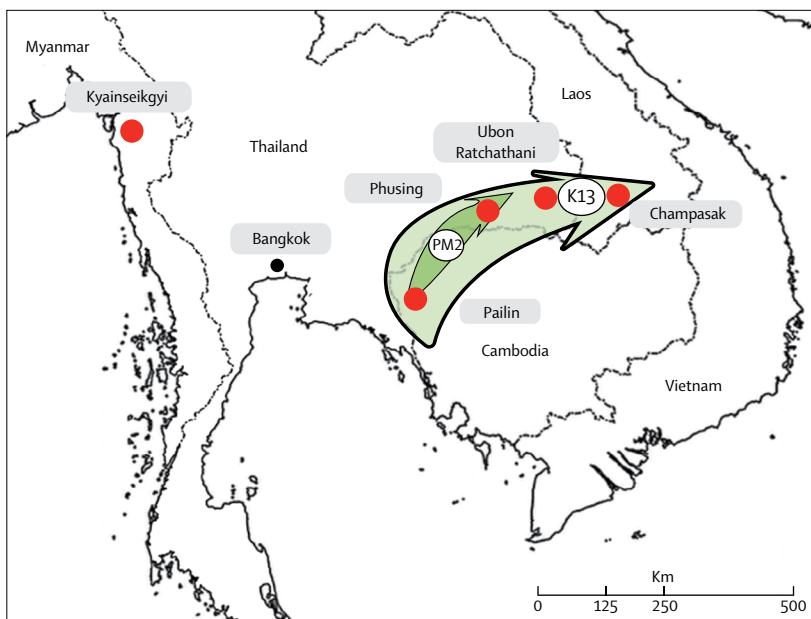 Myanmar
Kyainseikgyi
Laos
Thailand
Ubon
Ratchathani
Phusing
K13
Champasak
Bangkok
PM2
Pailin
Cambodia
Vietnam
Km
0 125 250 500